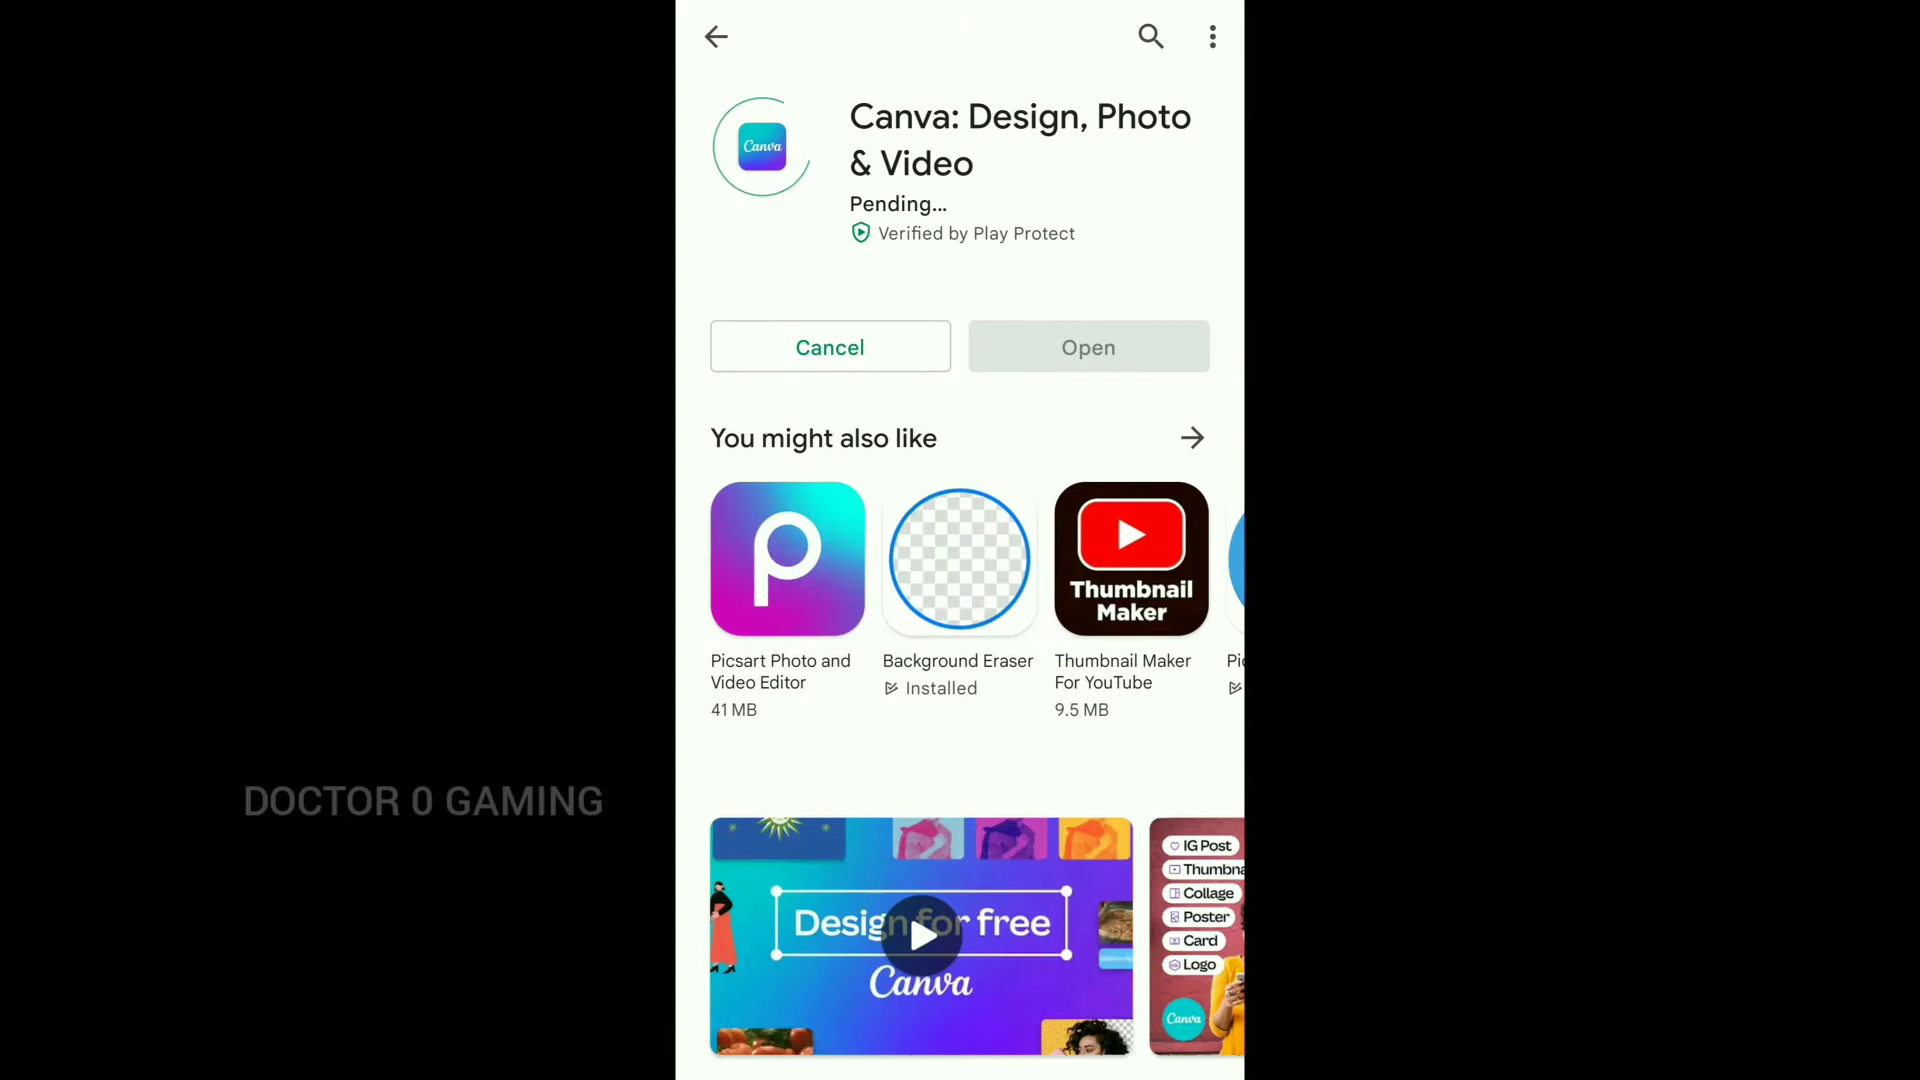 Canva: Design, Photo
& Video
Canva
Pending...
Verified by Play Protect
Cancel
Open
You might also like
Thumbnail
Maker
Picsart Photo and
Video Editor
41 MB
Background Eraser
Installed
Thumbnail Maker
For YouTube
9.5 MB
DOCTOR 0 GAMING
Design for free
Canva
IG Post
Collage
Poster
Card
Logo
Canva